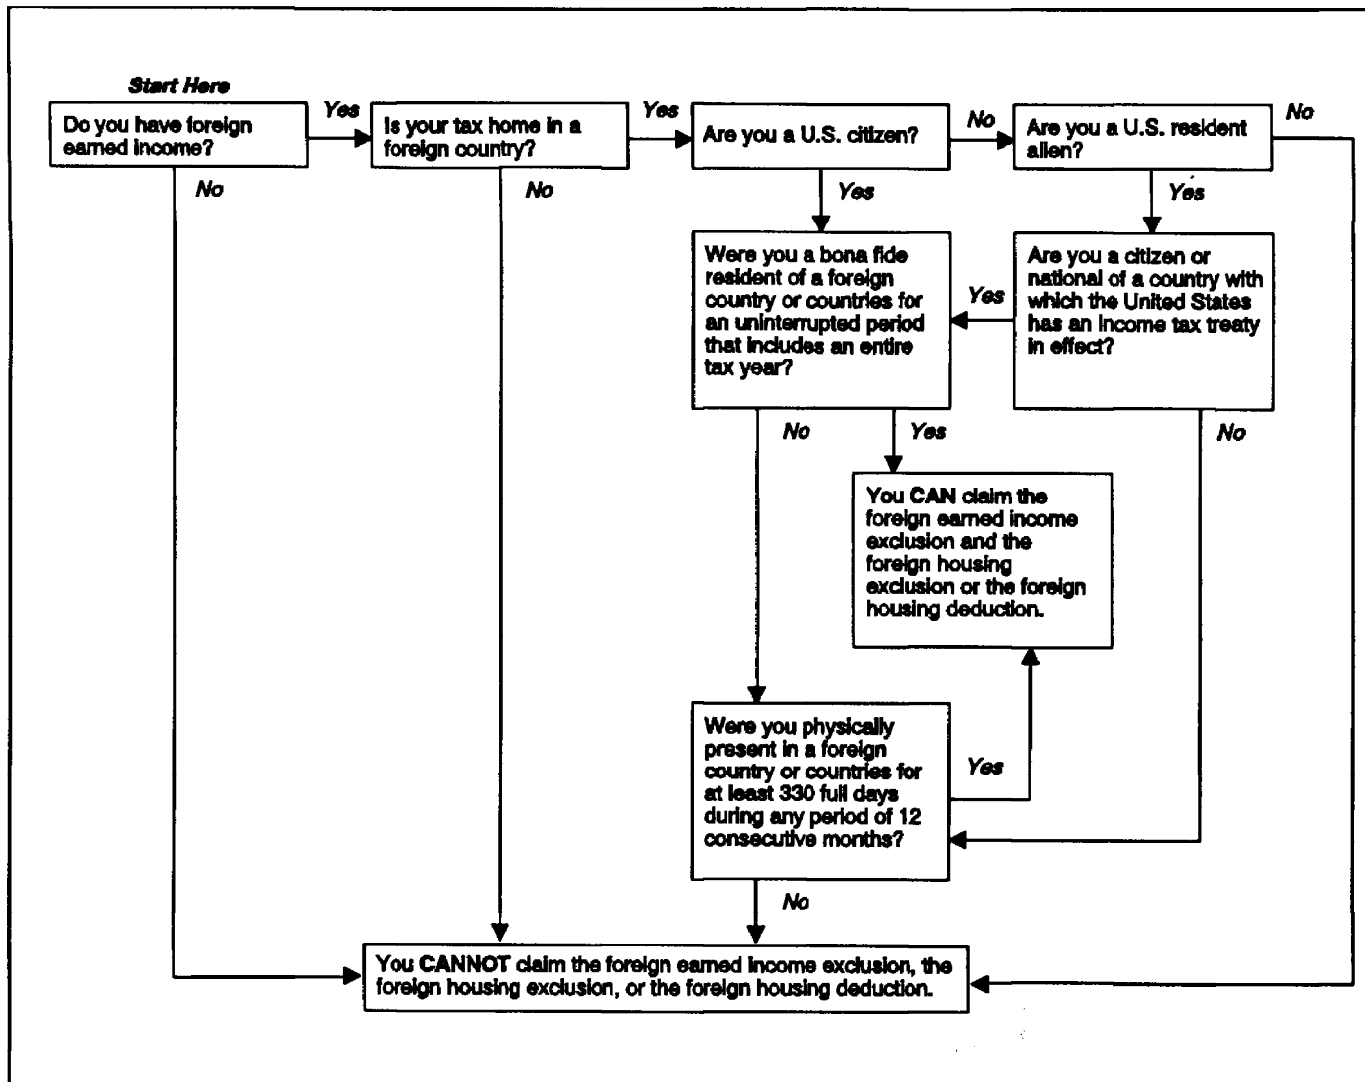 Start Here
Do you have foreign
earned income?
Yes
No
Is your tax home in a
foreign country?
Yes
No
Are you a U.S. citizen?
No
Yes
Are you a U.S. resident
alien?
No
Yes
Were you a bona fide
resident of a foreign
country or countries for
an uninterrupted period
that includes an entire
tax year?
Yes
Are you a citizen or
national of a country with
which the United States
has an income tax treaty
in effect?
No
Yes
No
You CAN claim the
foreign earned income
exclusion and the
foreign housing
exclusion or the foreign
housing deduction.
Were you physically
present in a foreign
country or countries for
at least 330 full days
during any period of 12
consecutive months?
Yes
No
You CANNOT claim the foreign earned income exclusion, the
foreign housing exclusion, or the foreign housing deduction.